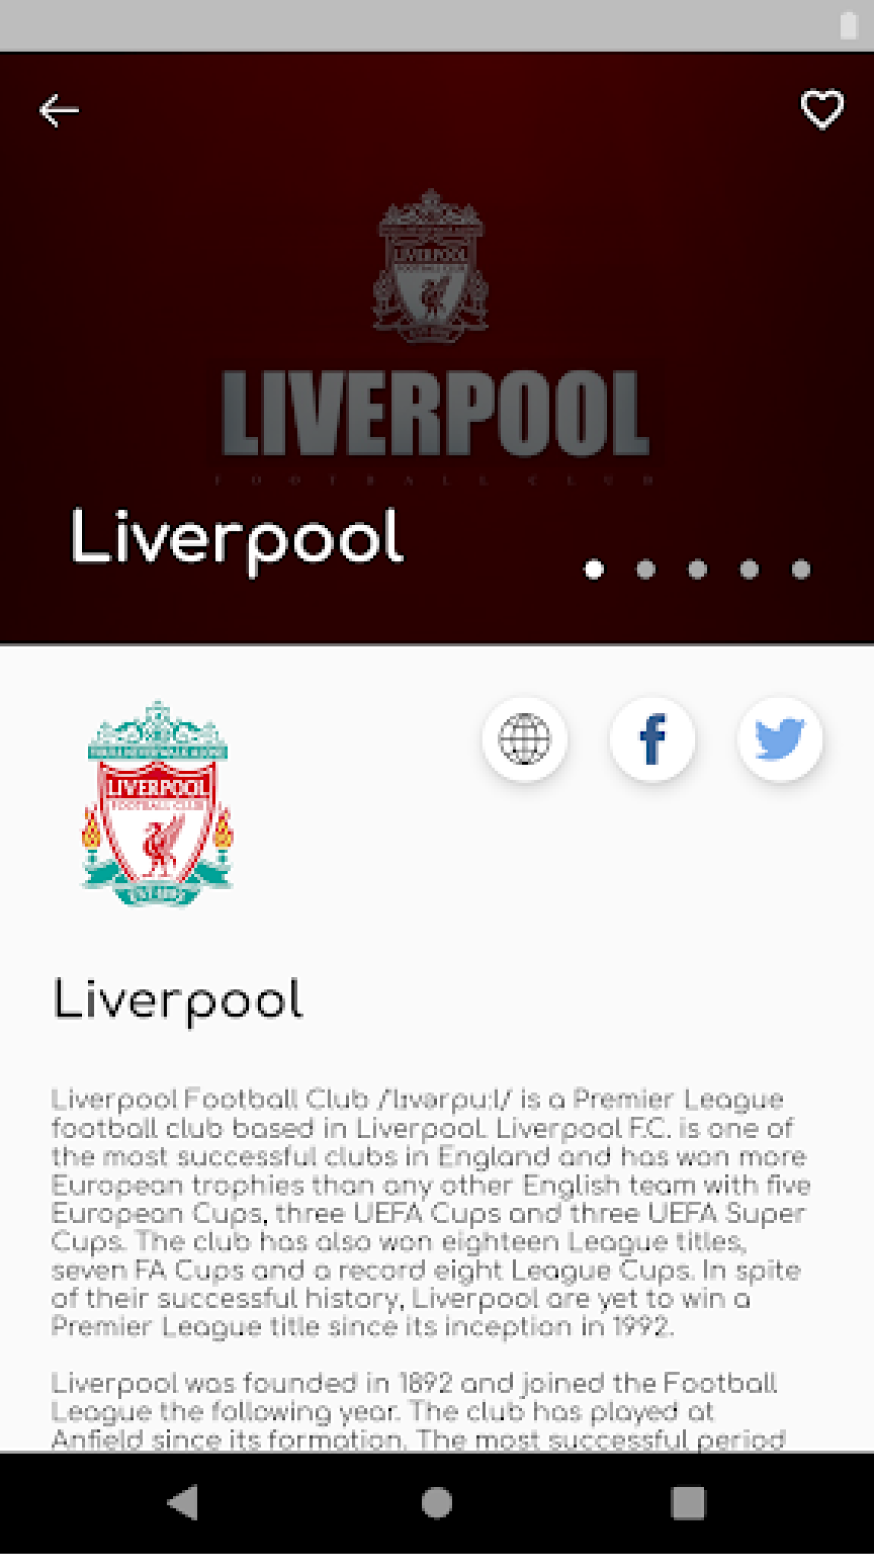 LIVERPOOL
FOOTBALL CLUB
LIVERPOOL
FOOTBALL CLUB
Liverpool
YOU'LL NEVER WALK ALONE
LIVERPOOL
FOOTBALL CLUB
EST·1892
Liverpool
Liverpool Football Club /ˈlɪvərpuːl/ is a Premier League
football club based in Liverpool. Liverpool F.C. is one of
the most successful clubs in England and has won more
European trophies than any other English team with five
European Cups, three UEFA Cups and three UEFA Super
Cups. The club has also won eighteen League titles,
seven FA Cups and a record eight League Cups. In spite
of their successful history, Liverpool are yet to win a
Premier League title since its inception in 1992.
Liverpool was founded in 1892 and joined the Football
League the following year. The club has played at
Anfield since its formation. The most successful period